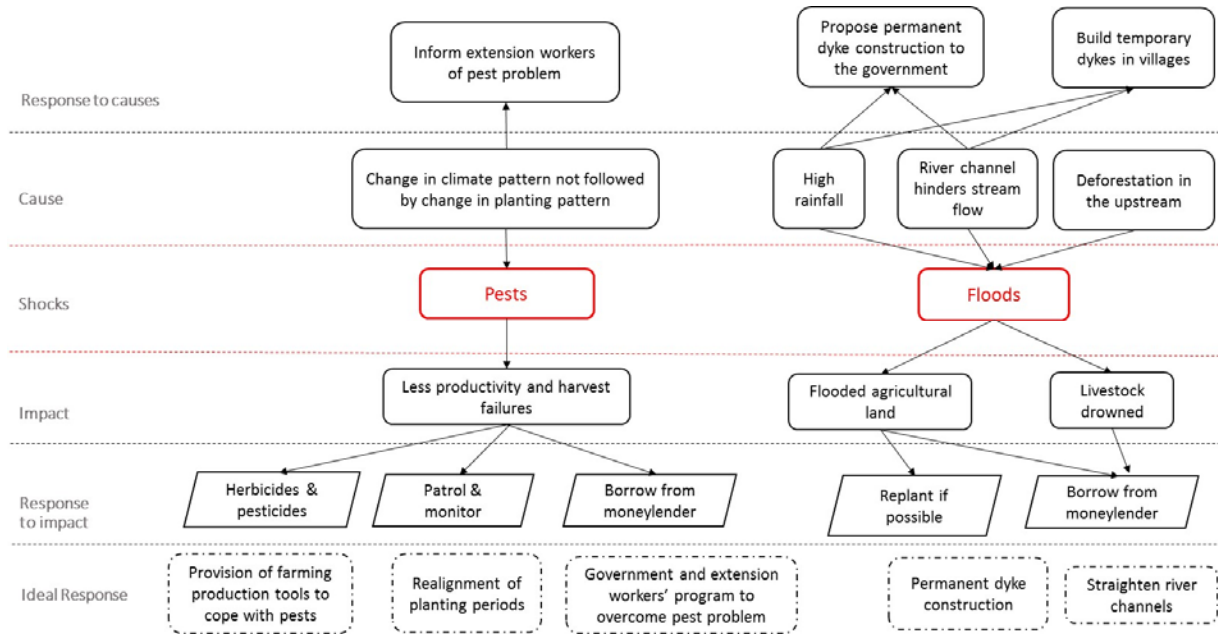 Response to causes
Inform extension workers
of pest problem
Propose permanent
dyke construction to
the government
Build temporary
dykes in villages
Cause
Change in climate pattern not followed
by change in planting pattern
High
rainfall
River channel
hinders stream
flow
Deforestation in
the upstream
Shocks
Pests
Floods
Impact
Less productivity and harvest
failures
Flooded agricultural
land
Livestock
drowned
Response
to impact
Herbicides &
pesticides
Patrol &
monitor
Borrow from
moneylender
Replant if
possible
Borrow from
moneylender
Ideal Response
Provision of farming
production tools to
cope with pests
Realignment of
planting periods
Government and extension
workers’ program to
overcome pest problem
Permanent dyke
construction
Straighten river
channels